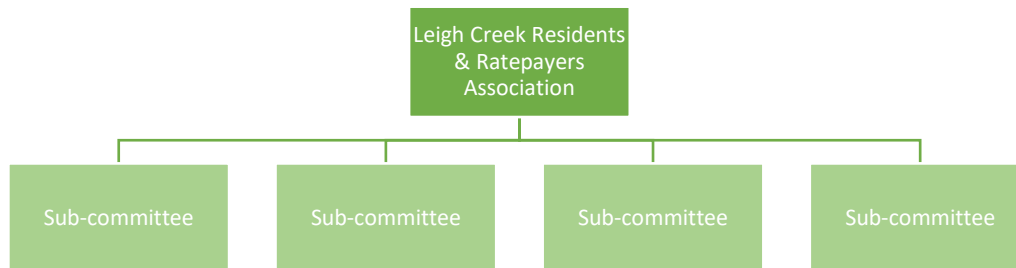 Leigh Creek Residents
& Ratepayers
Association
Sub-committee
Sub-committee
Sub-committee
Sub-committee